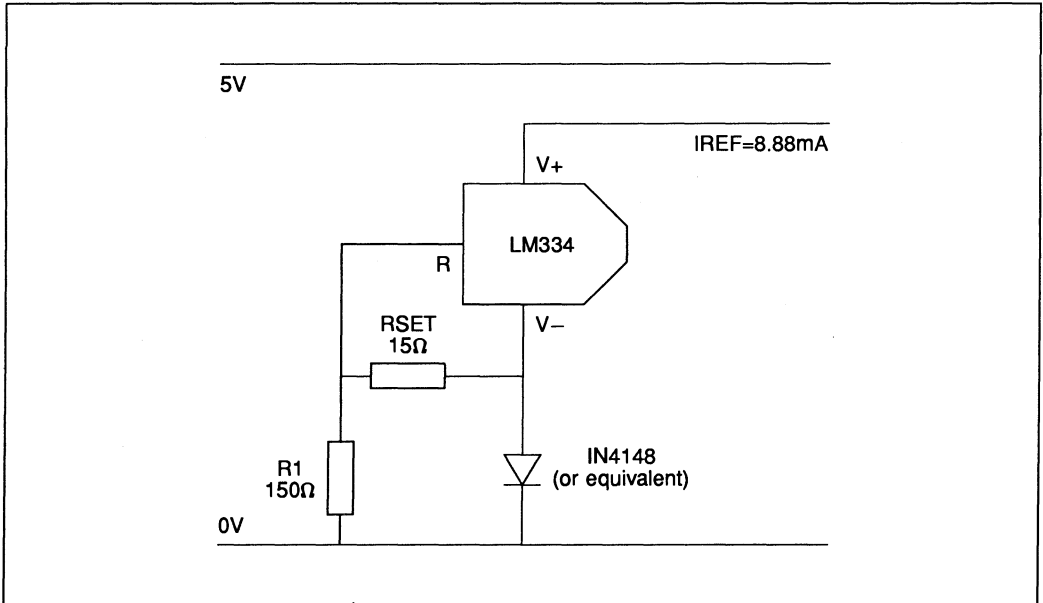 5V
IREF=8.88mA
V+
LM334
R
RSET
15Ω
V−
R1
150Ω
IN4148
(or equivalent)
0V